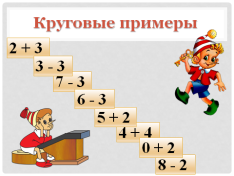 Круговые примеры
2 + 3
3 - 3
7 - 3
6 - 3
5 + 2
4 + 4
0 + 2
8 - 2